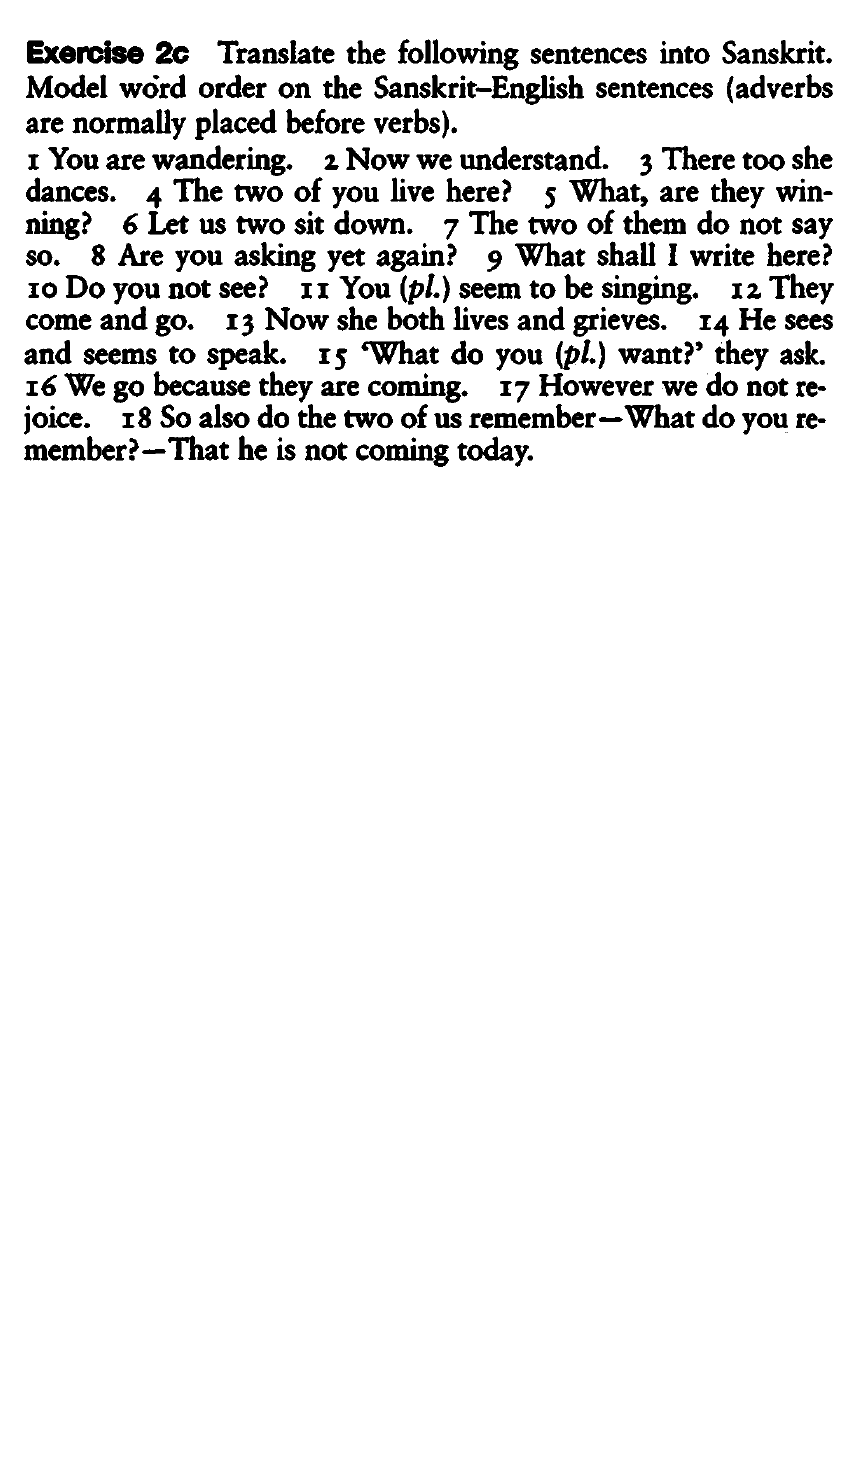 Exercise 2c Translate the following sentences into Sanskrit.
Model word order on the Sanskrit–English sentences (adverbs
are normally placed before verbs).
1 You are wandering. 2 Now we understand. 3 There too she
dances. 4 The two of you live here? 5 What, are they win-
ning? 6 Let us two sit down. 7 The two of them do not say
so. 8 Are you asking yet again? 9 What shall I write here?
10 Do you not see? 11 You (pl.) seem to be singing. 12 They
come and go. 13 Now she both lives and grieves. 14 He sees
and seems to speak. 15 ‘What do you (pl.) want?’ they ask.
16 We go because they are coming. 17 However we do not re-
joice. 18 So also do the two of us remember—What do you re-
member?—That he is not coming today.